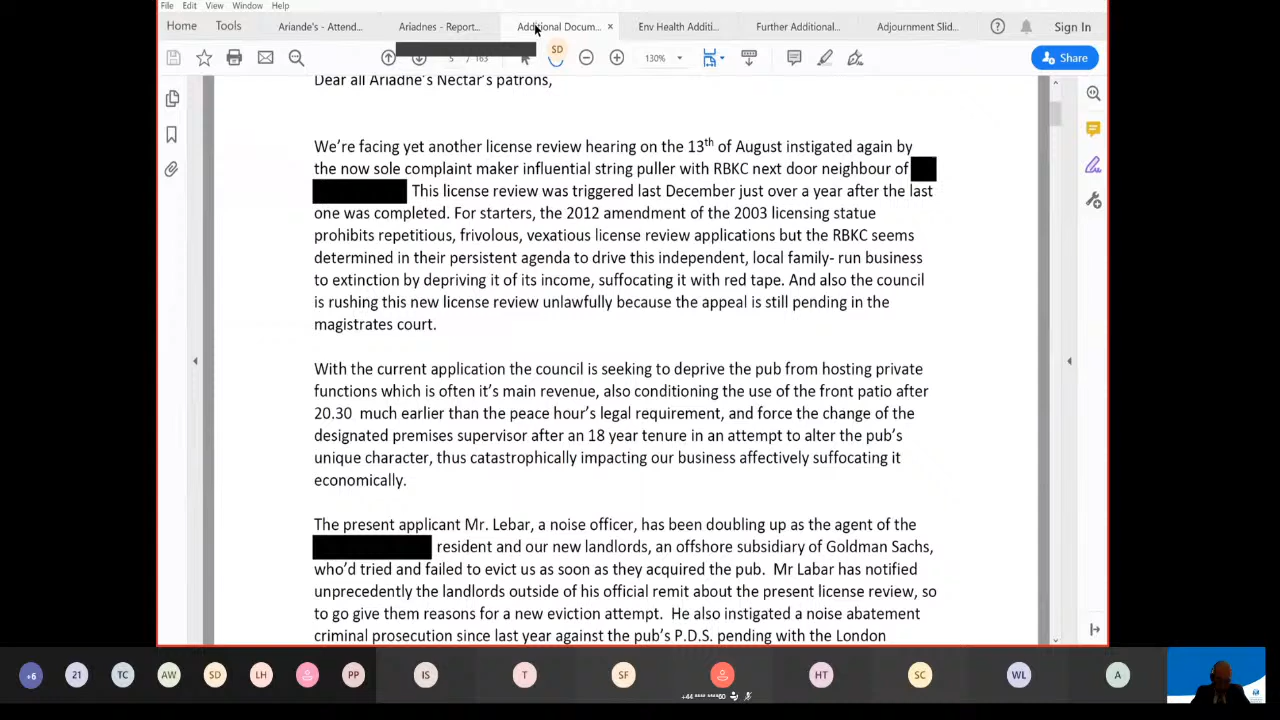 File Edit View Window Help
Home Tools Ariande's - Attend... Ariadnes - Report... Additional Docum... × Env Health Additi... Further Additional... Adjournment Slid... ? Sign In
5 / 163 SD 130% Share
Dear all Ariadne's Nectar's patrons,
We're facing yet another license review hearing on the 13th of August instigated again by
the now sole complaint maker influential string puller with RBKC next door neighbour of
This license review was triggered last December just over a year after the last
one was completed. For starters, the 2012 amendment of the 2003 licensing statue
prohibits repetitious, frivolous, vexatious license review applications but the RBKC seems
determined in their persistent agenda to drive this independent, local family- run business
to extinction by depriving it of its income, suffocating it with red tape. And also the council
is rushing this new license review unlawfully because the appeal is still pending in the
magistrates court.
With the current application the council is seeking to deprive the pub from hosting private
functions which is often it's main revenue, also conditioning the use of the front patio after
20.30 much earlier than the peace hour's legal requirement, and force the change of the
designated premises supervisor after an 18 year tenure in an attempt to alter the pub's
unique character, thus catastrophically impacting our business affectively suffocating it
economically.
The present applicant Mr. Lebar, a noise officer, has been doubling up as the agent of the
resident and our new landlords, an offshore subsidiary of Goldman Sachs,
who'd tried and failed to evict us as soon as they acquired the pub. Mr Labar has notified
unprecedently the landlords outside of his official remit about the present license review, so
to go give them reasons for a new eviction attempt. He also instigated a noise abatement
criminal prosecution since last year against the pub's P.D.S. pending with the London
+6 21 TC AW SD LH PP IS T SF HT SC WL A
+44 **** ****60